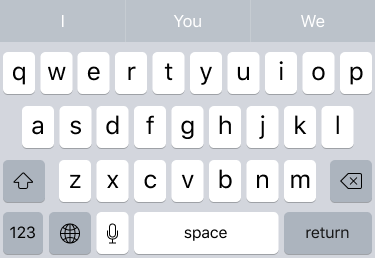 I You We
q w e r t y u i o p
a s d f g h j k l
z x c v b n m
123 space return